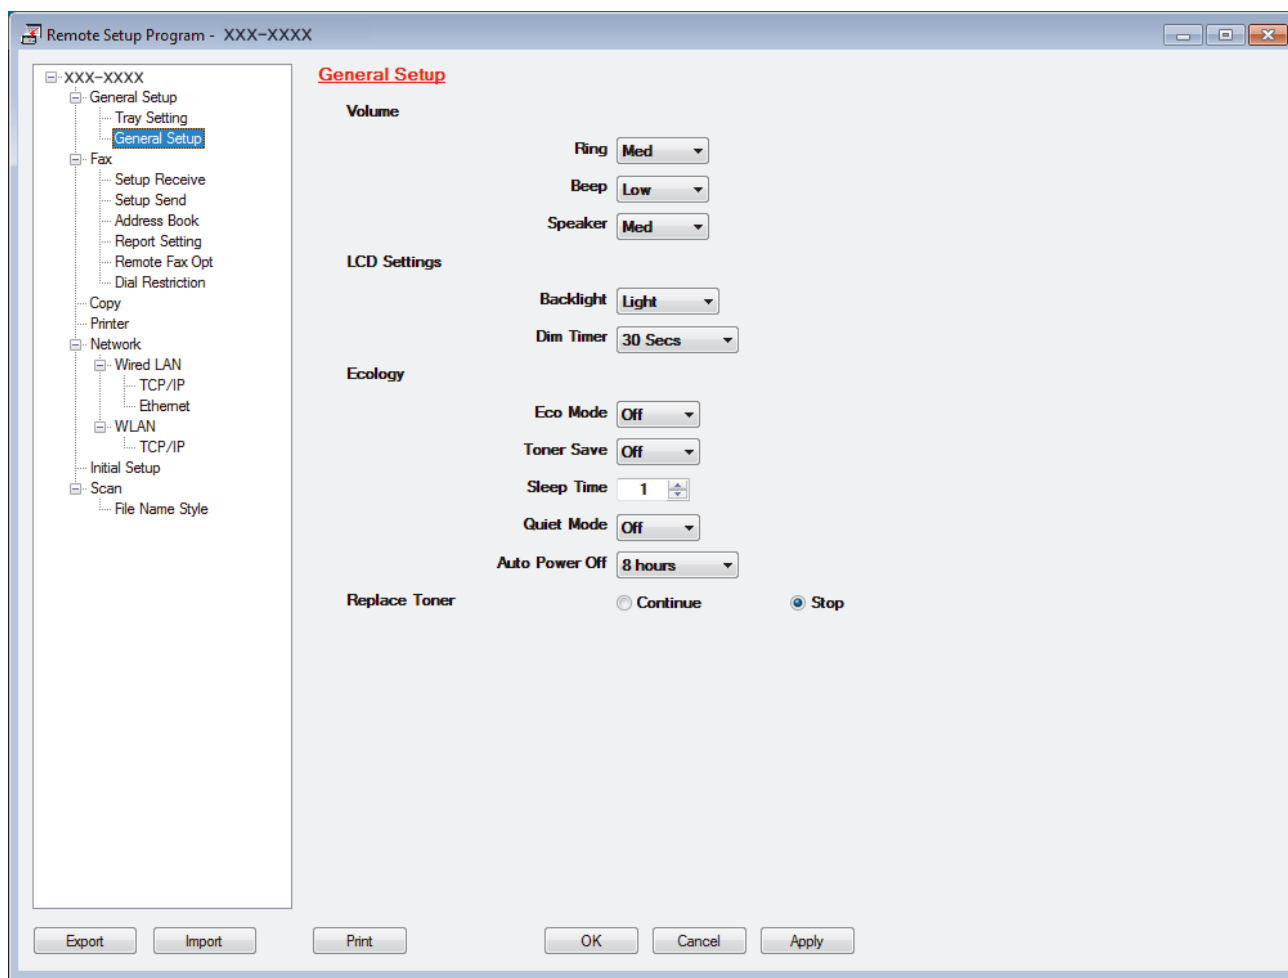 Remote Setup Program - XXX-XXXX
XXX-XXXX
General Setup
Tray Setting
General Setup
Fax
Setup Receive
Setup Send
Address Book
Report Setting
Remote Fax Opt
Dial Restriction
Copy
Printer
Network
Wired LAN
TCP/IP
Ethernet
WLAN
TCP/IP
Initial Setup
Scan
File Name Style
General Setup
Volume
Ring Med
Beep Low
Speaker Med
LCD Settings
Backlight Light
Dim Timer 30 Secs
Ecology
Eco Mode Off
Toner Save Off
Sleep Time 1
Quiet Mode Off
Auto Power Off 8 hours
Replace Toner Continue Stop
Export Import Print OK Cancel Apply